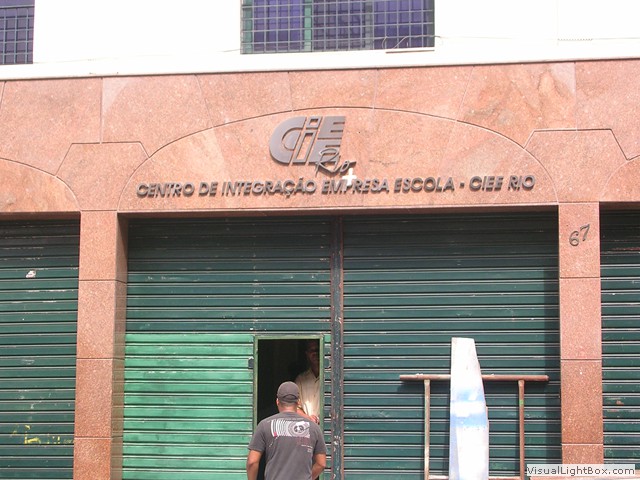 CIEE
Rio
CENTRO DE INTEGRAÇÃO EMPRESA ESCOLA • CIEE RIO
67
VisualLightBox.com